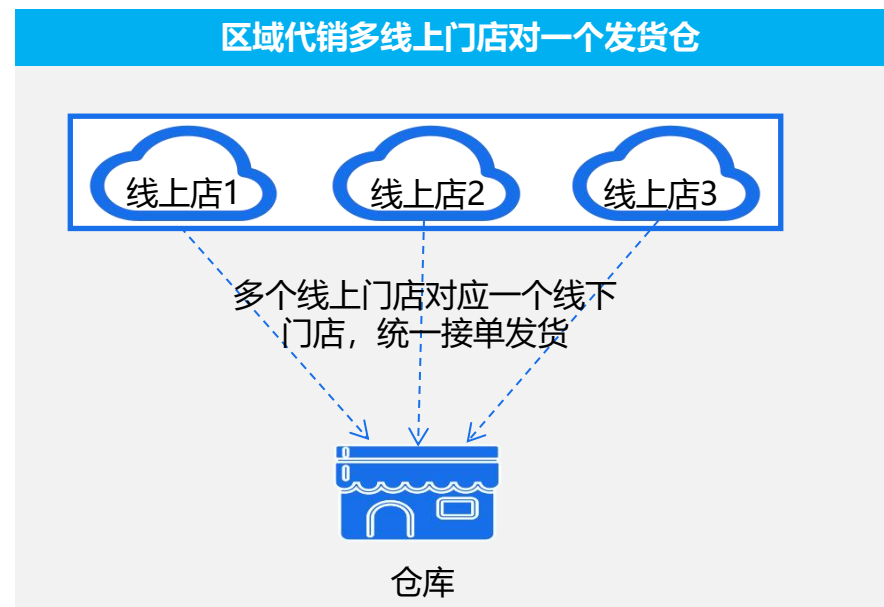 区域代销多线上门店对一个发货仓
线上店1
线上店2
线上店3
多个线上门店对应一个线下
门店，统一接单发货
仓库